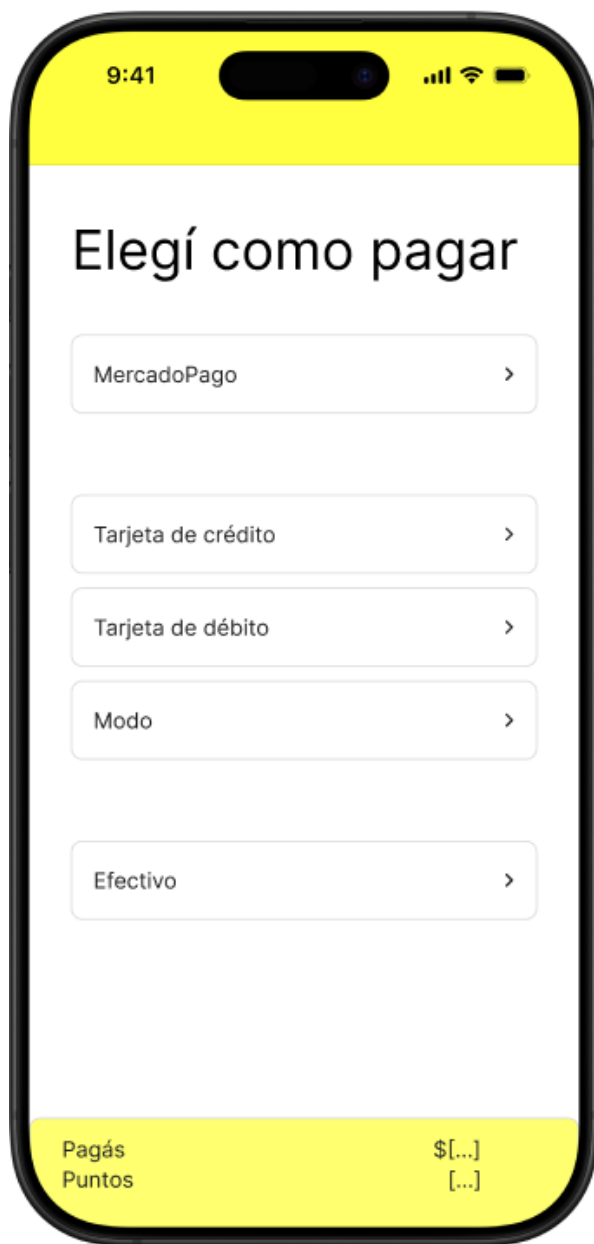 9:41
Elegí como pagar
MercadoPago
Tarjeta de crédito
Tarjeta de débito
Modo
Efectivo
Pagás $[...]
Puntos [...]